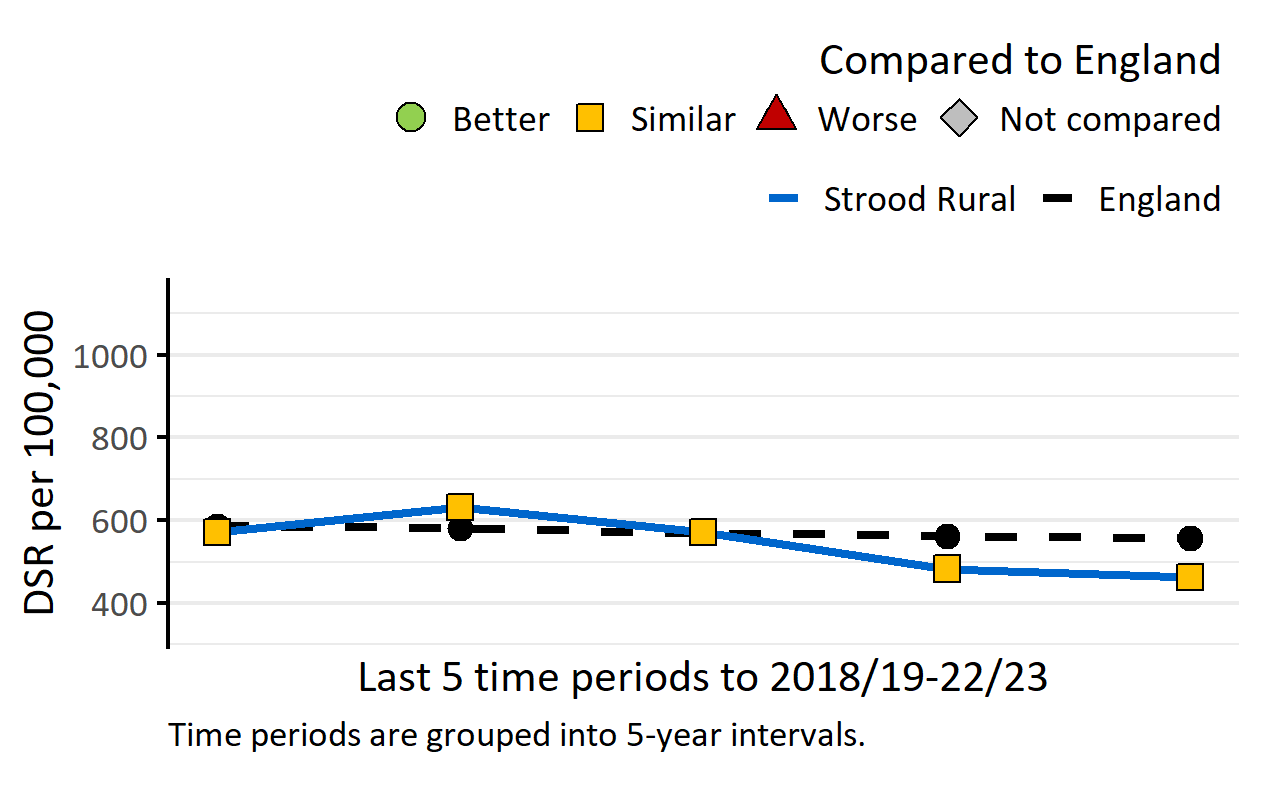 Compared to England
Better Similar Worse Not compared
Strood Rural England
DSR per 100,000
1000
800
600
400
Last 5 time periods to 2018/19-22/23
Time periods are grouped into 5-year intervals.